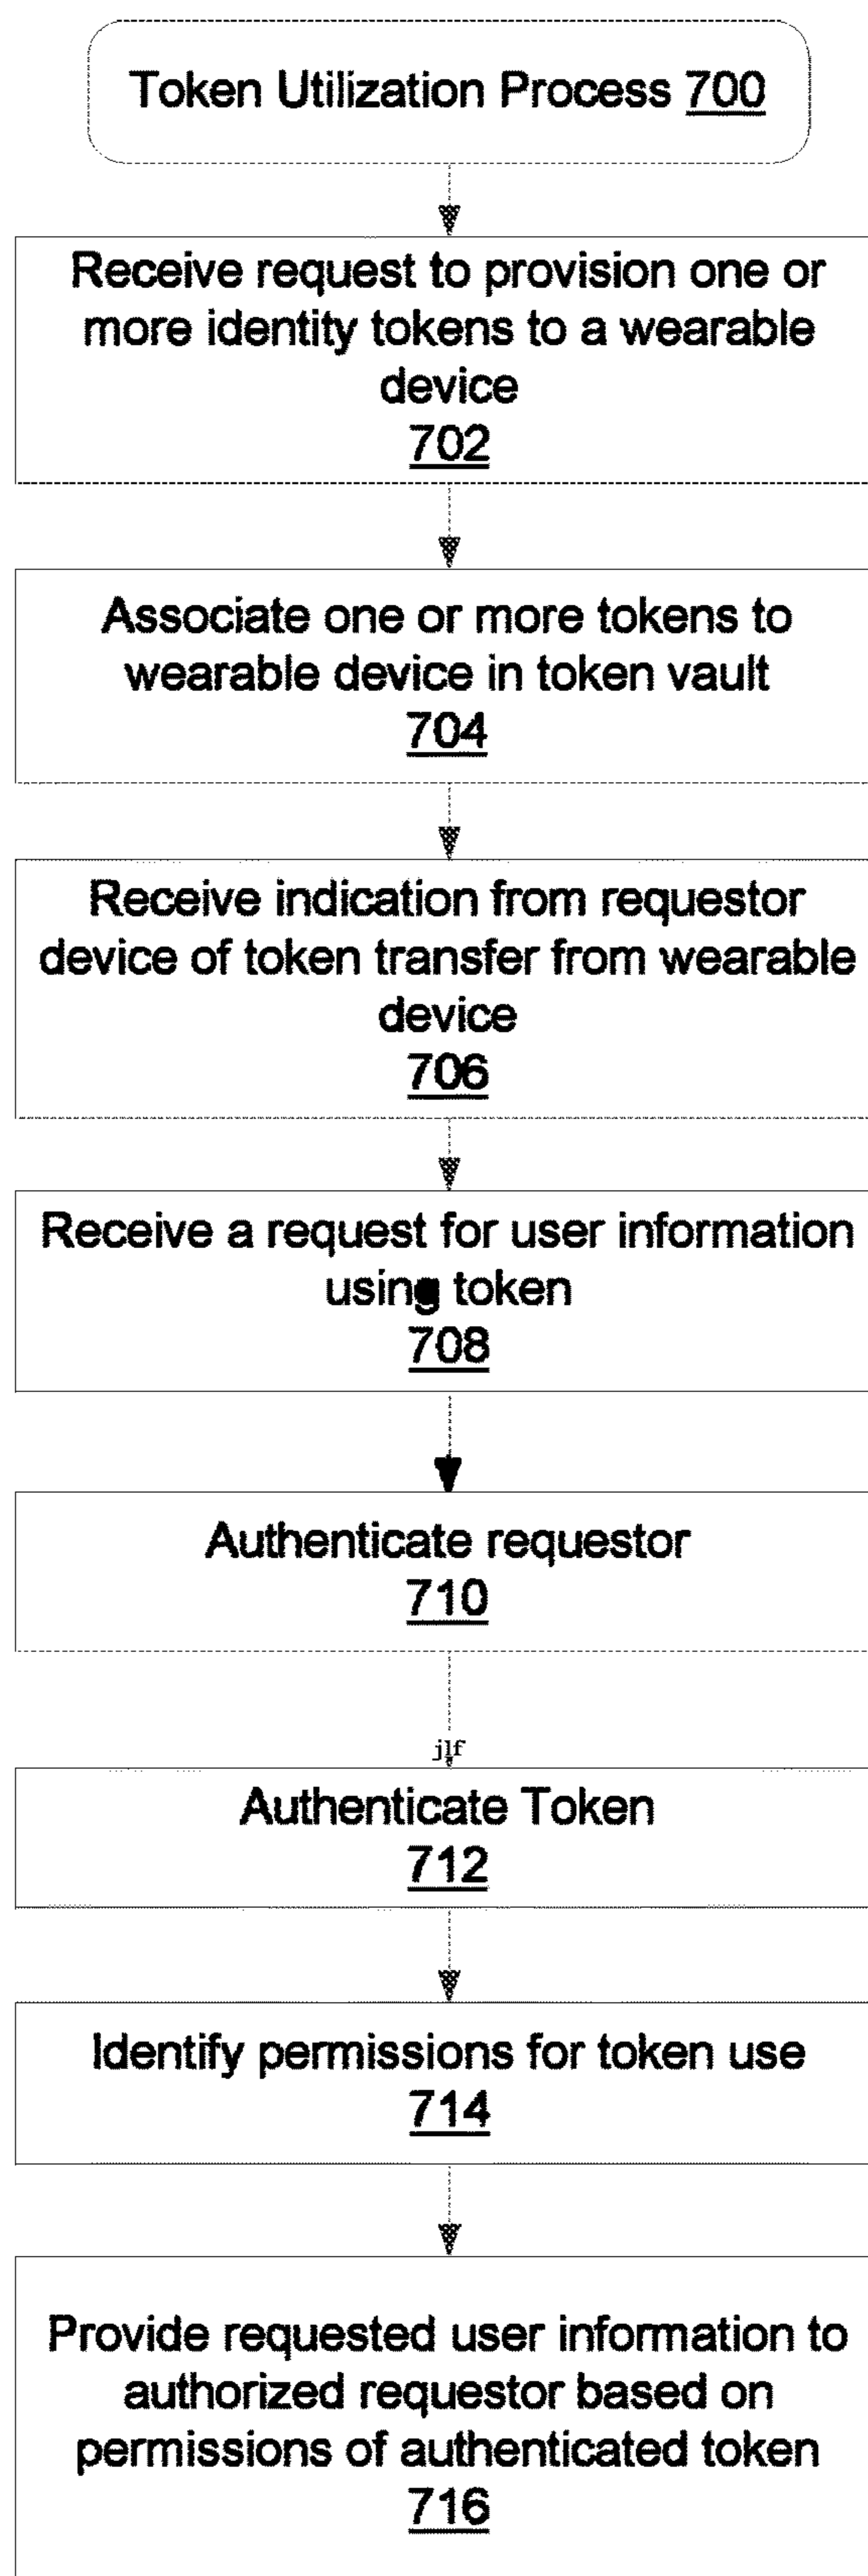 Token Utilization Process 700
Receive request to provision one or
more identity tokens to a wearable
device
702
Associate one or more tokens to
wearable device in token vault
704
Receive indication from requestor
device of token transfer from wearable
device
706
Receive a request for user information
using token
708
Authenticate requestor
710
jlf
Authenticate Token
712
Identify permissions for token use
714
Provide requested user information to
authorized requestor based on
permissions of authenticated token
716